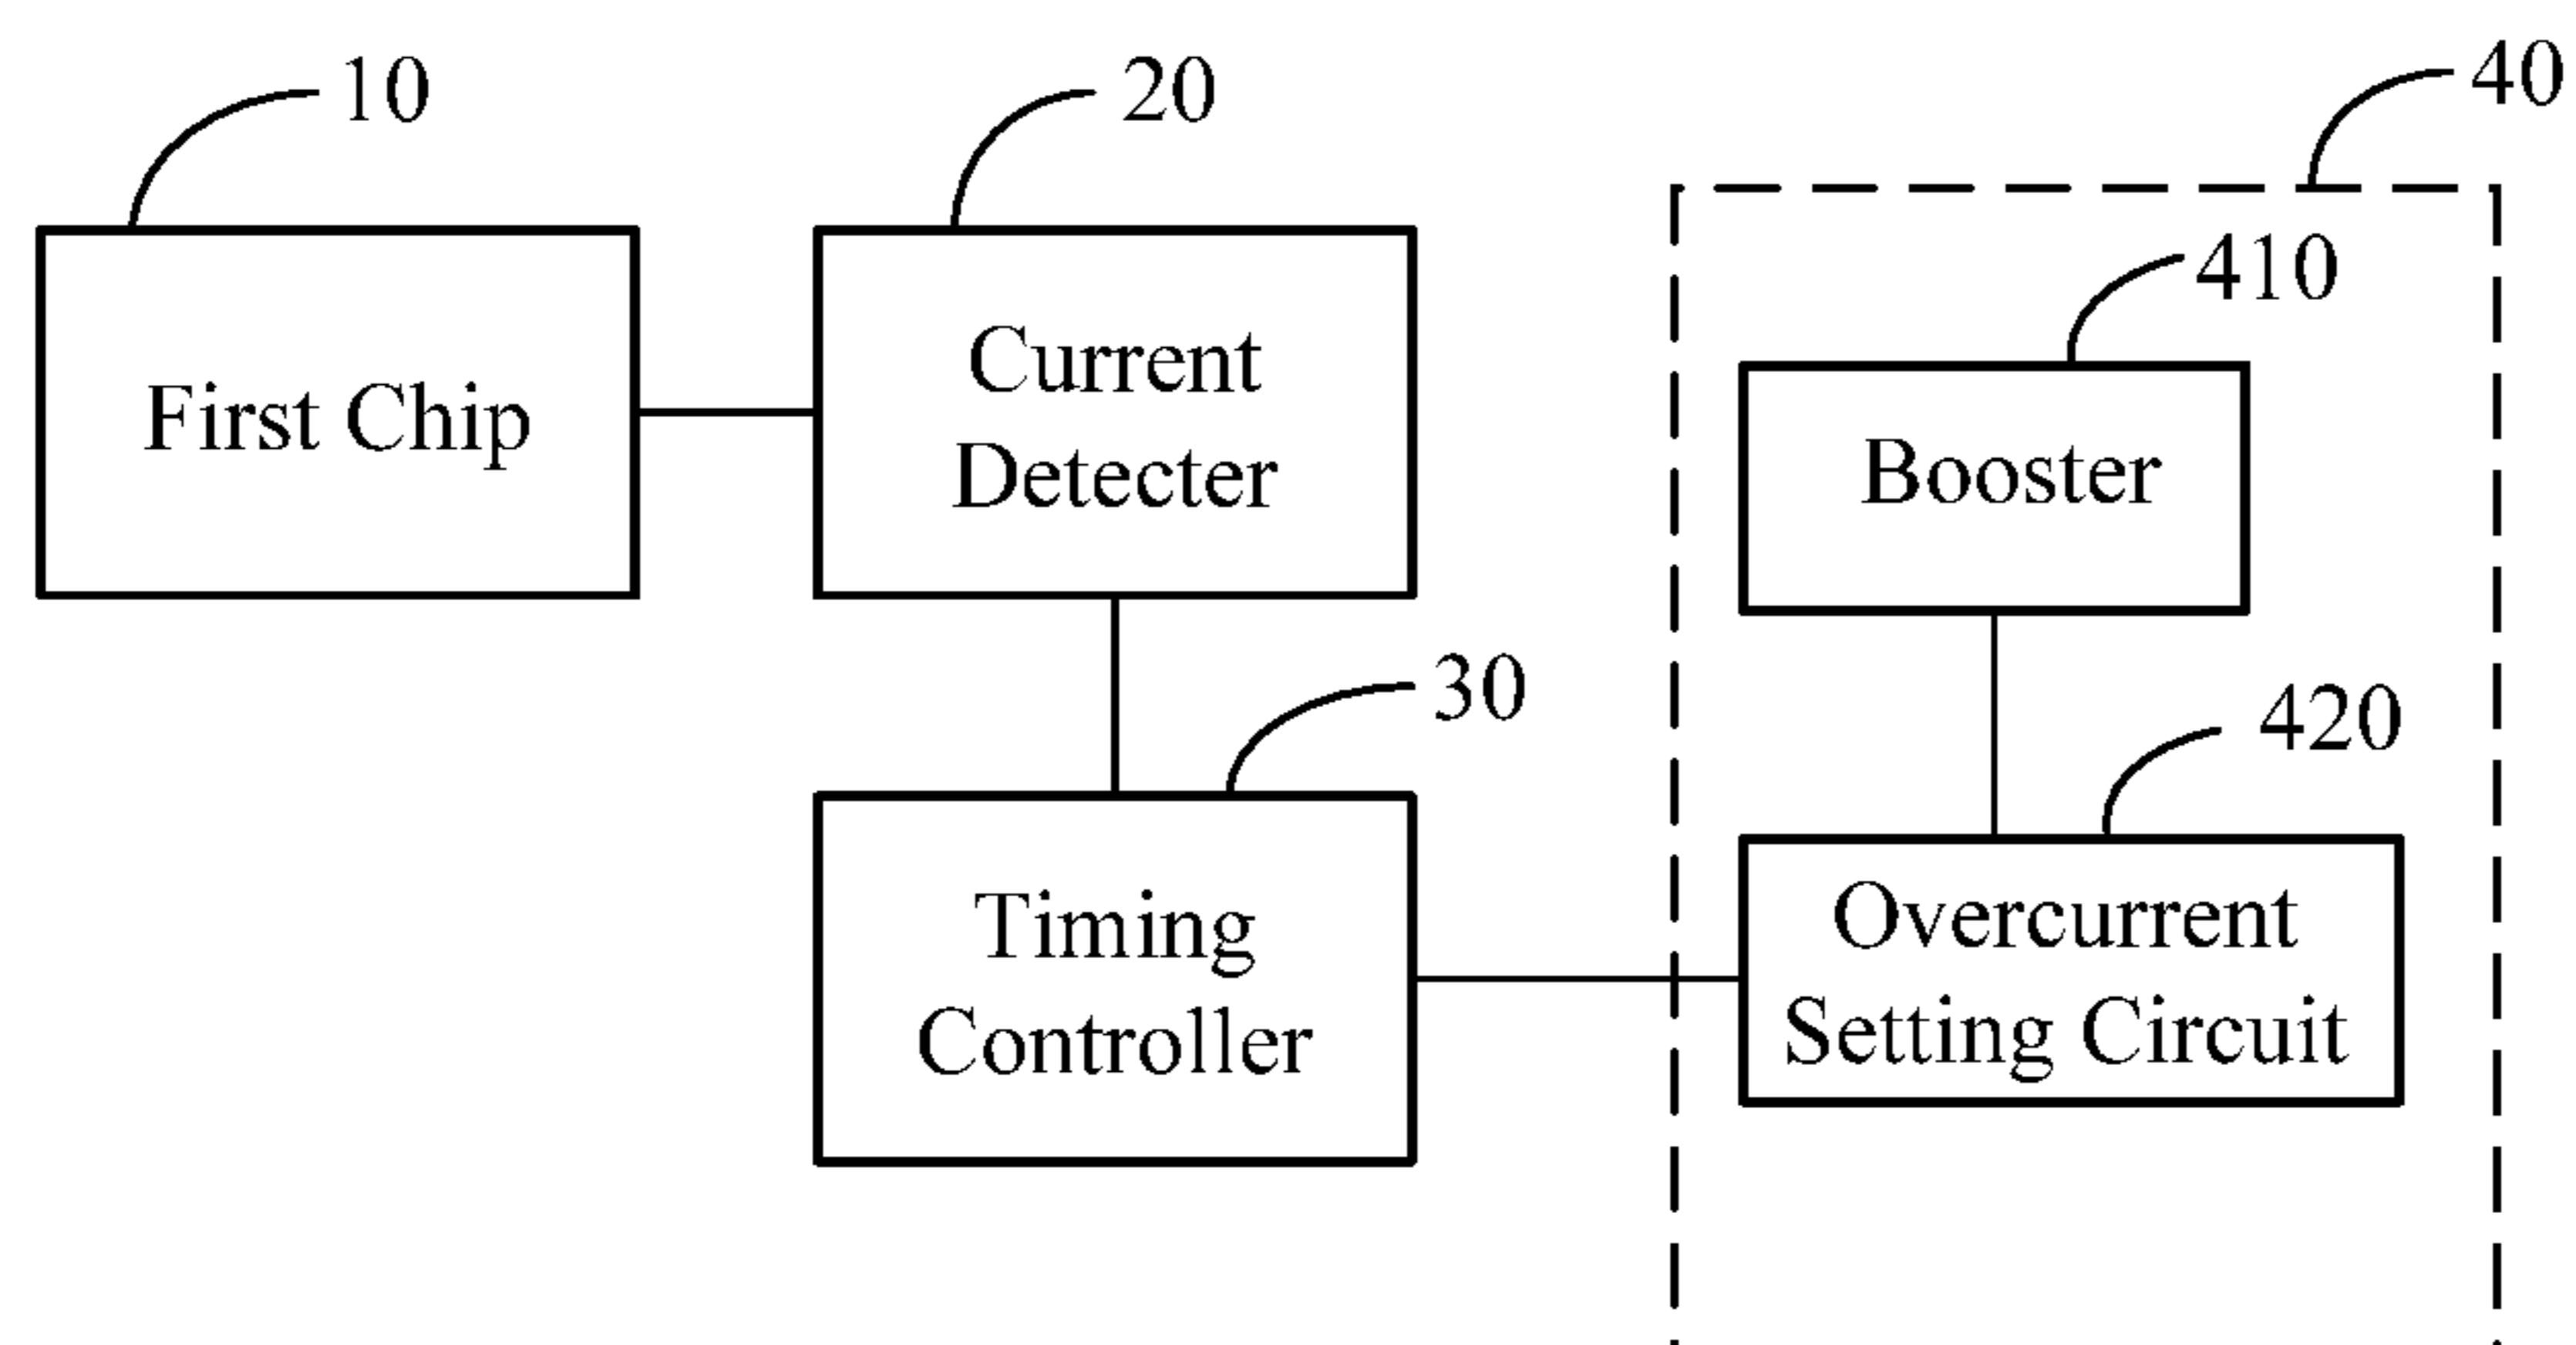 10
20
40
410
First Chip
Current
Detecter
Booster
30
420
Timing
Controller
Overcurrent
Setting Circuit